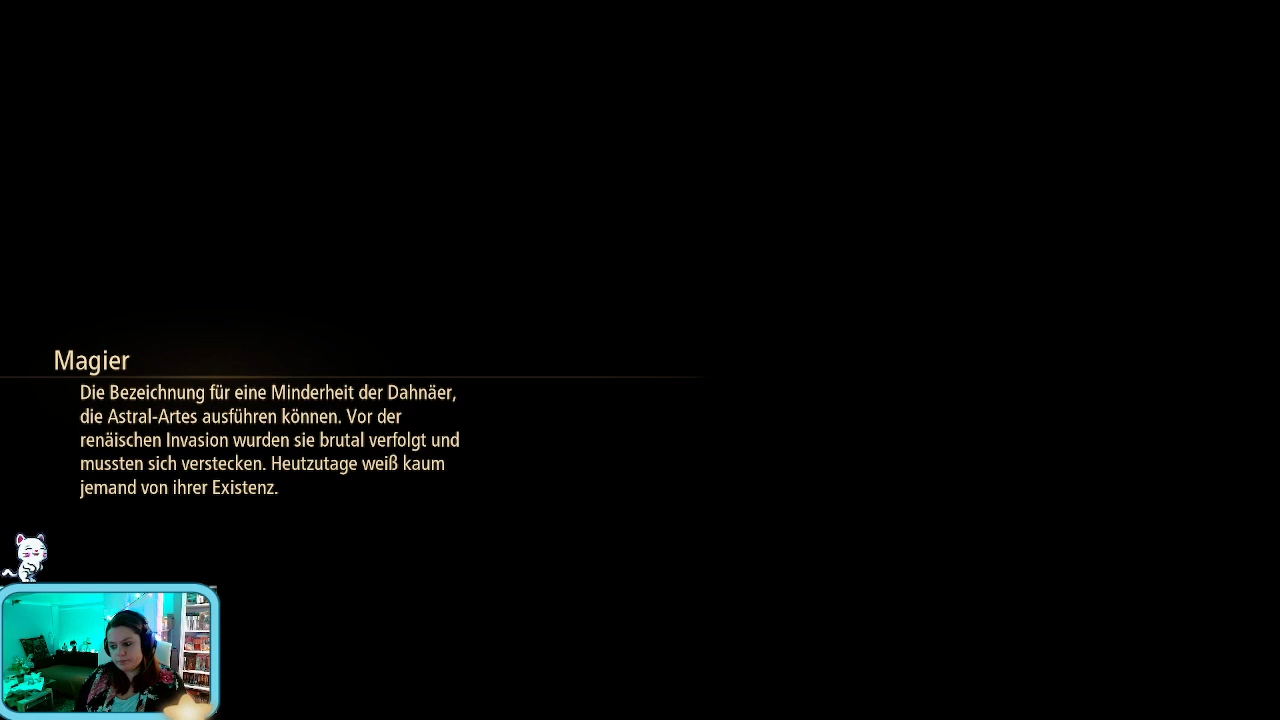 Magier
Die Bezeichnung für eine Minderheit der Dahnäer,
die Astral-Artes ausführen können. Vor der
renäischen Invasion wurden sie brutal verfolgt und
mussten sich verstecken. Heutzutage weiß kaum
jemand von ihrer Existenz.